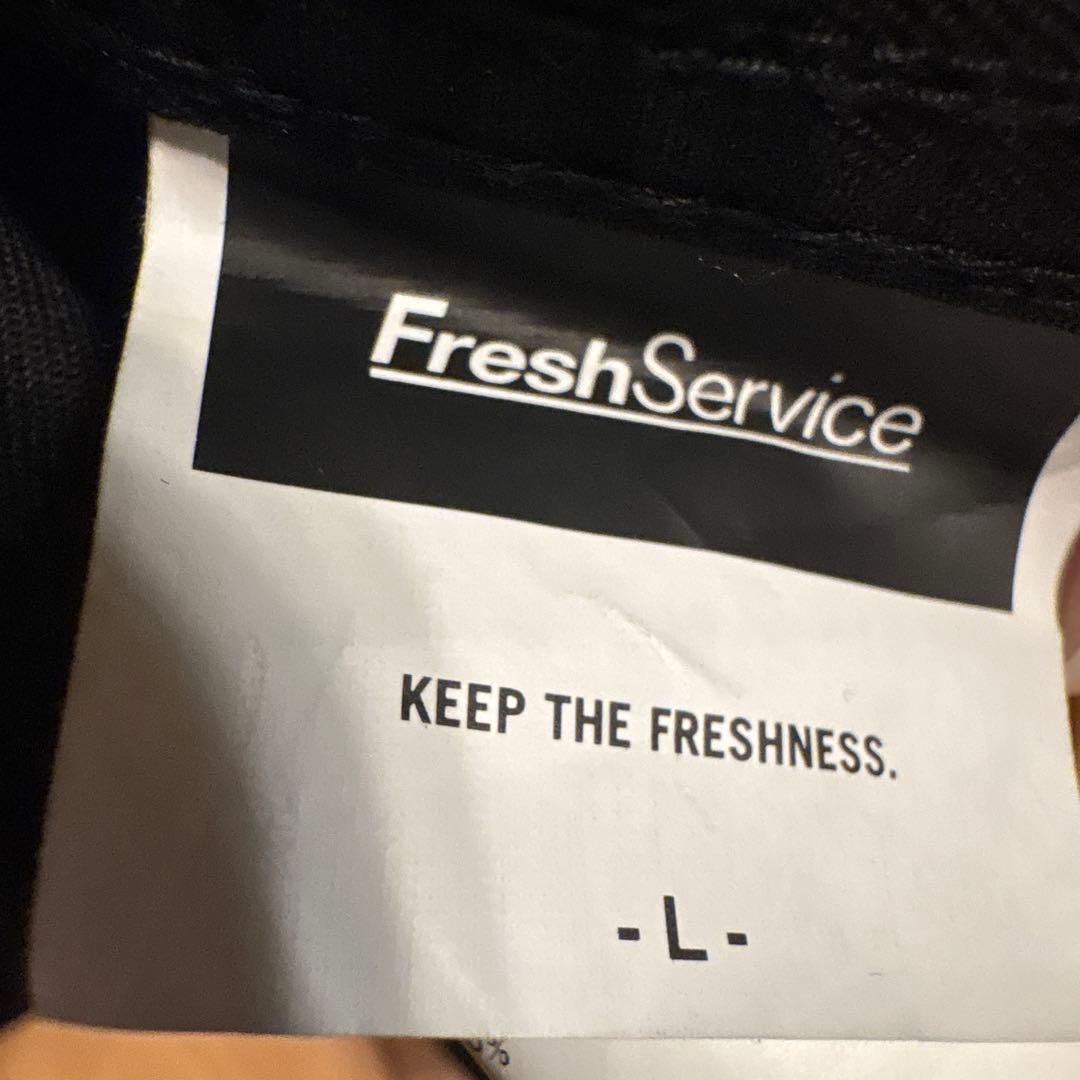 FreshService
KEEP THE FRESHNESS.
- L -
%